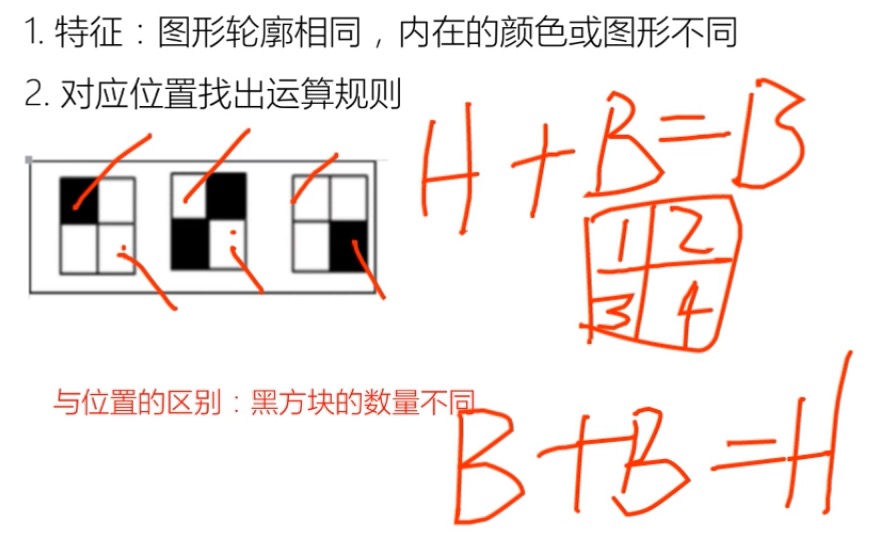 1. 特征：图形轮廓相同，内在的颜色或图形不同
2. 对应位置找出运算规则
H+B=B
1 2
3 4
与位置的区别：黑方块的数量不同
B+B=H